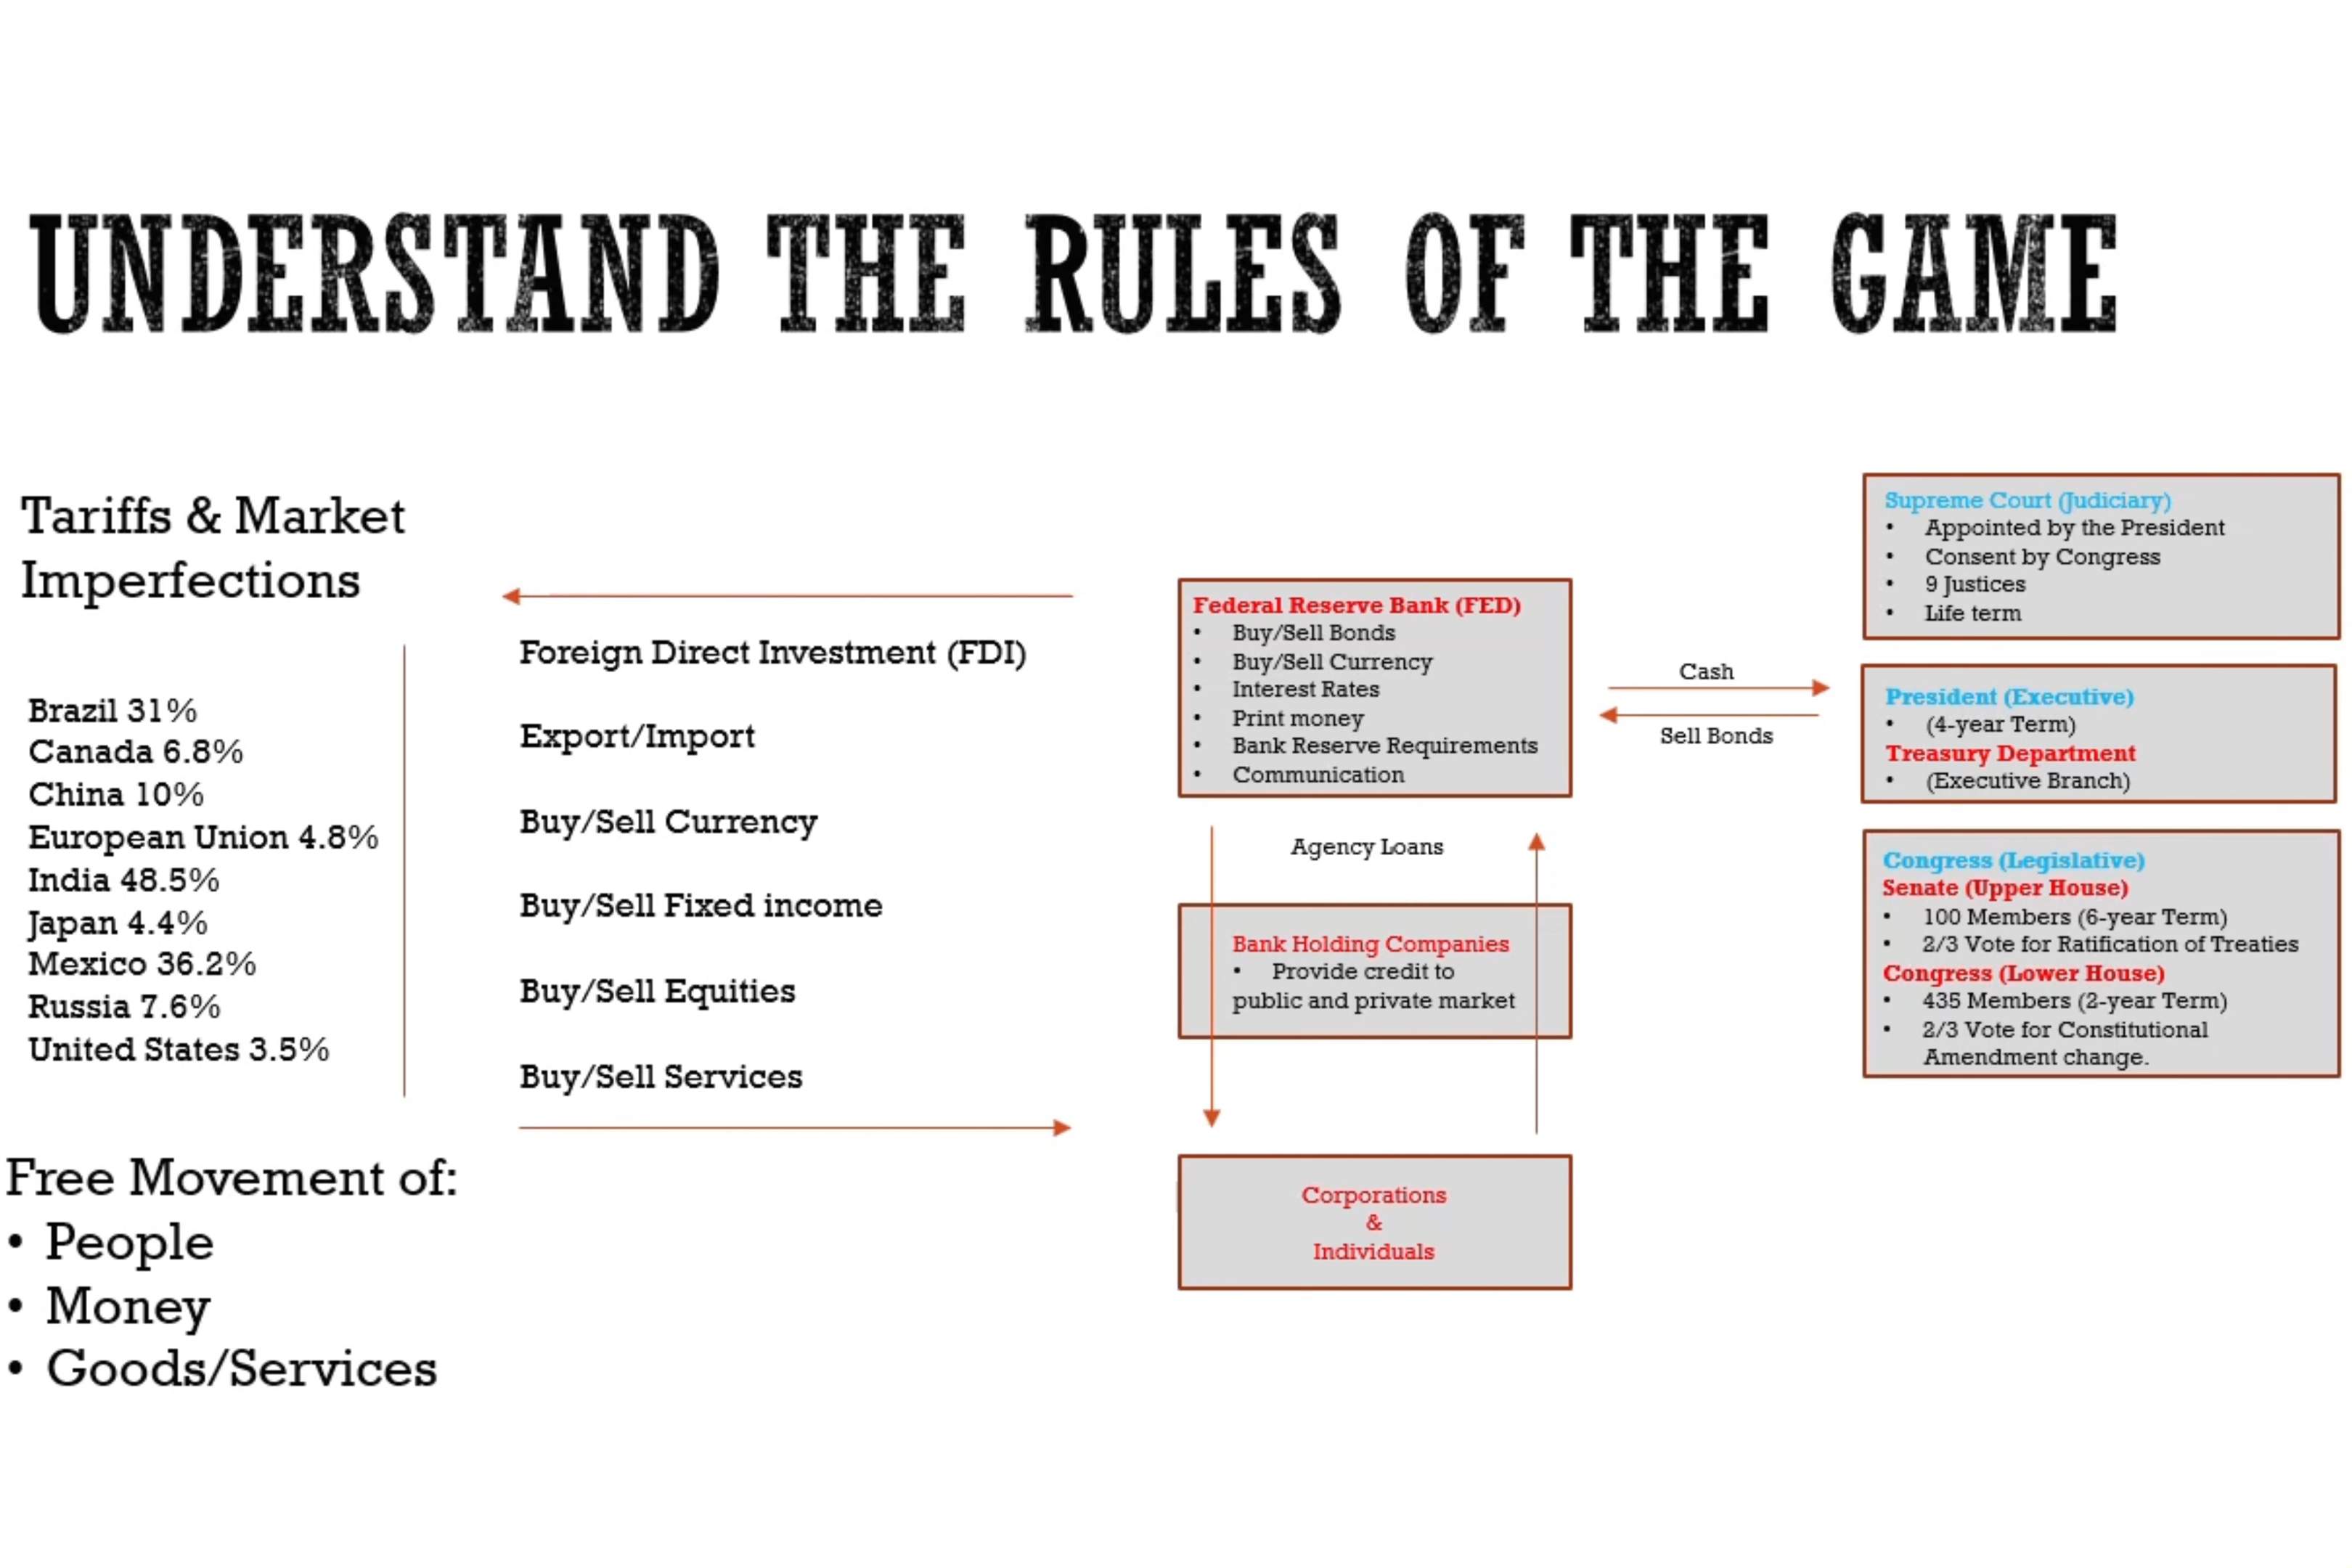 UNDERSTAND THE RULES OF THE GAME
Tariffs & Market
Imperfections
Brazil 31%
Canada 6.8%
China 10%
European Union 4.8%
India 48.5%
Japan 4.4%
Mexico 36.2%
Russia 7.6%
United States 3.5%
Free Movement of:
• People
• Money
• Goods/Services
Foreign Direct Investment (FDI)
Export/Import
Buy/Sell Currency
Buy/Sell Fixed income
Buy/Sell Equities
Buy/Sell Services
Federal Reserve Bank (FED)
• Buy/Sell Bonds
• Buy/Sell Currency
• Interest Rates
• Print money
• Bank Reserve Requirements
• Communication
Agency Loans
Bank Holding Companies
• Provide credit to
public and private market
Corporations
&
Individuals
Cash
Sell Bonds
Supreme Court (Judiciary)
• Appointed by the President
• Consent by Congress
• 9 Justices
• Life term
President (Executive)
• (4-year Term)
Treasury Department
• (Executive Branch)
Congress (Legislative)
Senate (Upper House)
• 100 Members (6-year Term)
• 2/3 Vote for Ratification of Treaties
Congress (Lower House)
• 435 Members (2-year Term)
• 2/3 Vote for Constitutional
Amendment change.